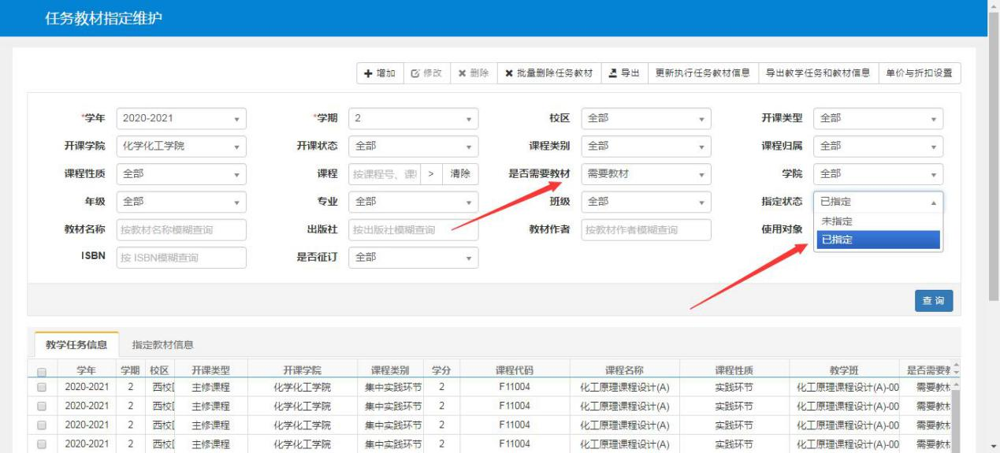 任务教材指定维护
增加 修改 删除 批量删除任务教材 导出 更新执行任务教材信息 导出教学任务和教材信息 单价与折扣设置
*学年 2020-2021 *学期 2 校区 全部 开课类型 全部
开课学院 化学化工学院 开课状态 全部 课程类别 全部 课程归属 全部
课程性质 全部 课程 按课程号、课 > 清除 是否需要教材 需要教材 学院 全部
年级 全部 专业 全部 班级 全部 指定状态 已指定
未指定
教材名称 按教材名称模糊查询 出版社 按出版社模糊查询 教材作者 按教材作者模糊查询 使用对象 已指定
ISBN 按 ISBN模糊查询 是否征订 全部
查 询
教学任务信息 指定教材信息
学年 学期 校区 开课类型 开课学院 课程类别 学分 课程代码 课程名称 课程性质 教学班 是否需要教
2020-2021 2 西校 主修课程 化学化工学院 集中实践环节 2 F11004 化工原理课程设计(A) 实践环节 化工原理课程设计(A)-00 需要教材
2020-2021 2 西校 主修课程 化学化工学院 集中实践环节 2 F11004 化工原理课程设计(A) 实践环节 化工原理课程设计(A)-00 需要教材
2020-2021 2 西校 主修课程 化学化工学院 集中实践环节 2 F11004 化工原理课程设计(A) 实践环节 化工原理课程设计(A)-00 需要教材
2020-2021 2 西校 主修课程 化学化工学院 集中实践环节 2 F11004 化工原理课程设计(A) 实践环节 化工原理课程设计(A)-00 需要教材